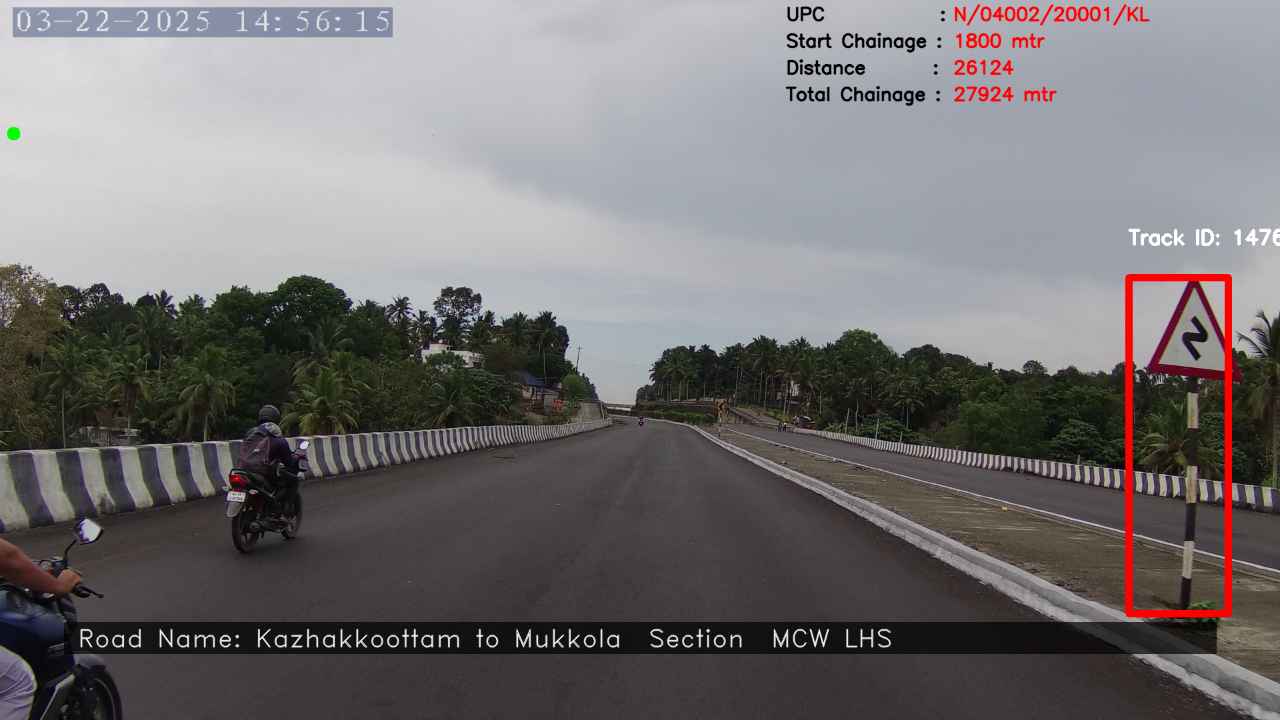 03-22-2025 14:56:15
UPC : N/04002/20001/KL
Start Chainage : 1800 mtr
Distance : 26124
Total Chainage : 27924 mtr
Track ID: 1476
Road Name: Kazhakkoottam to Mukkola Section MCW LHS